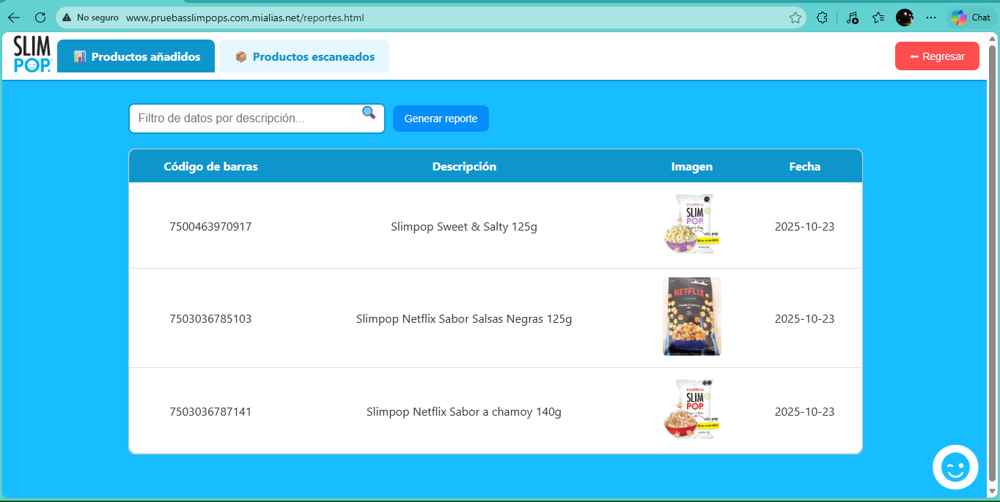 No seguro www.pruebasslimpops.com.mialias.net/reportes.html
Chat
SLIM
POP.
Productos añadidos
Productos escaneados
Regresar
Filtro de datos por descripción...
Generar reporte
Código de barras Descripción Imagen Fecha
7500463970917 Slimpop Sweet & Salty 125g 2025-10-23
SLIM
POP
7503036785103 Slimpop Netflix Sabor Salsas Negras 125g 2025-10-23
NETFLIX
7503036787141 Slimpop Netflix Sabor a chamoy 140g 2025-10-23
SLIM
POP